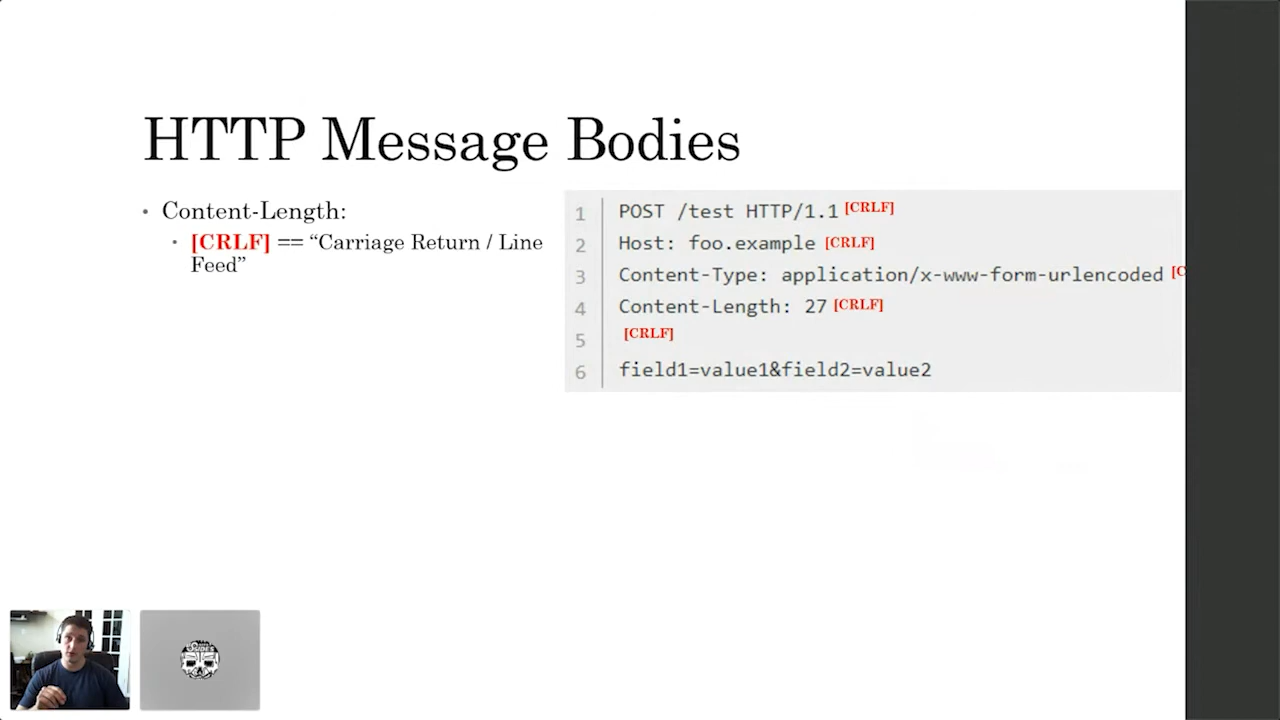 HTTP Message Bodies
• Content-Length:
• [CRLF] == “Carriage Return / Line
Feed”
1 POST /test HTTP/1.1 [CRLF]
2 Host: foo.example [CRLF]
3 Content-Type: application/x-www-form-urlencoded [C
4 Content-Length: 27 [CRLF]
5 [CRLF]
6 field1=value1&field2=value2
SIDES